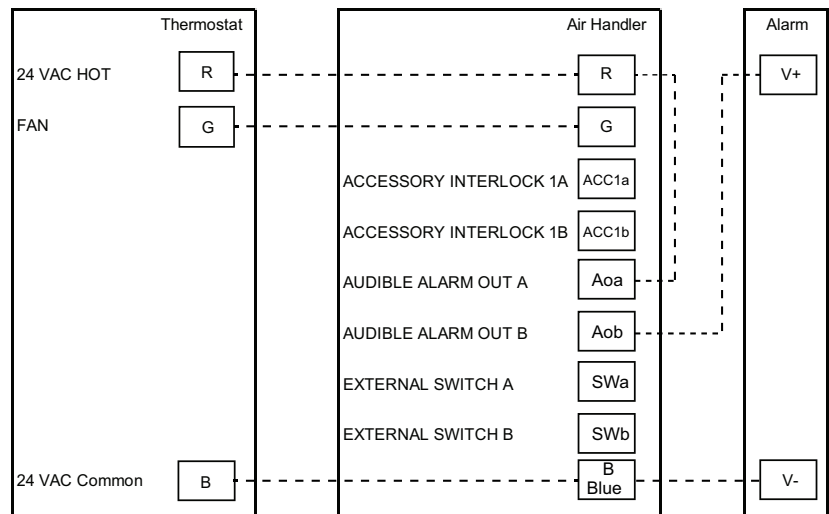 Thermostat Air Handler Alarm
24 VAC HOT R R V+
FAN G G
ACCESSORY INTERLOCK 1A ACC1a
ACCESSORY INTERLOCK 1B ACC1b
AUDIBLE ALARM OUT A Aoa
AUDIBLE ALARM OUT B Aob
EXTERNAL SWITCH A SWa
EXTERNAL SWITCH B SWb
24 VAC Common B B Blue V-